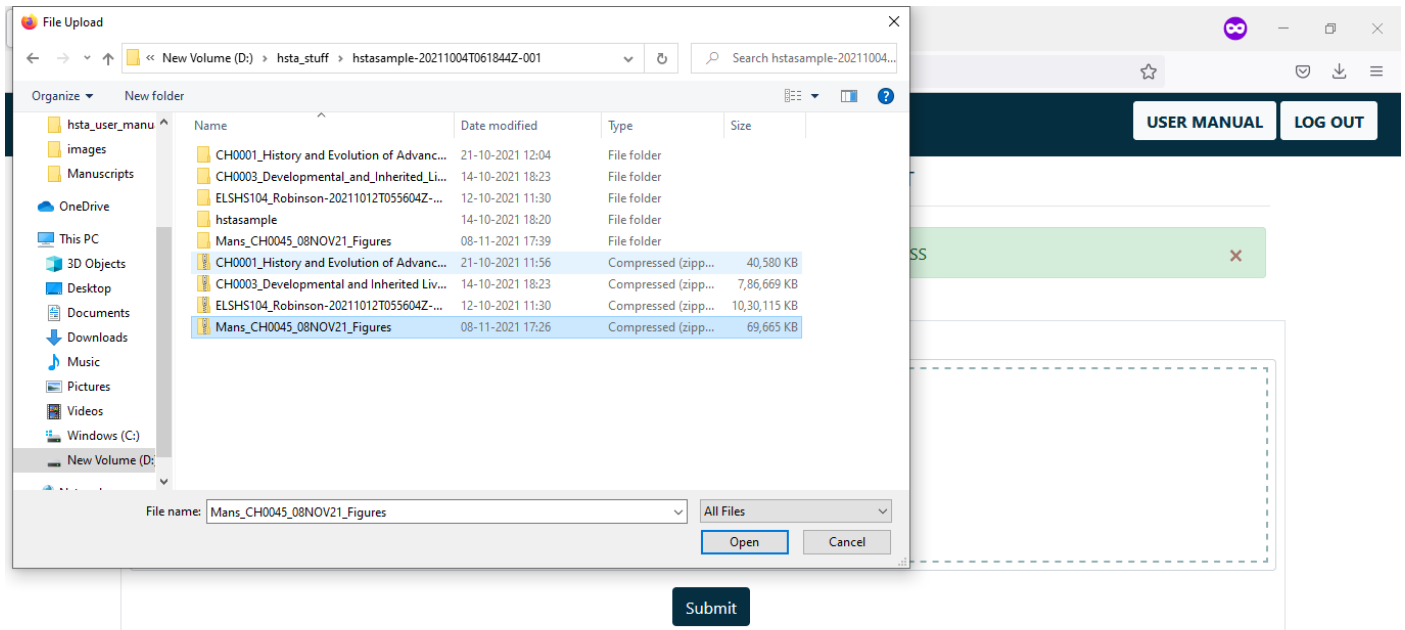 File Upload
« New Volume (D:) › hsta_stuff › hstasample-20211004T061844Z-001
Search hstasample-20211004...
USER MANUAL
LOG OUT
Organize
New folder
Name Date modified Type Size
hsta_user_manu
images
Manuscripts
OneDrive
This PC
3D Objects
Desktop
Documents
Downloads
Music
Pictures
Videos
Windows (C:)
New Volume (D:
CH0001_History and Evolution of Advanc... 21-10-2021 12:04 File folder
CH0003_Developmental_and_Inherited_Li... 14-10-2021 18:23 File folder
ELSHS104_Robinson-20211012T055604Z-... 12-10-2021 11:30 File folder
hstasample 14-10-2021 18:20 File folder
Mans_CH0045_08NOV21_Figures 08-11-2021 17:39 File folder
CH0001_History and Evolution of Advanc... 21-10-2021 11:56 Compressed (zipp... 40,580 KB
CH0003_Developmental and Inherited Liv... 14-10-2021 18:23 Compressed (zipp... 7,86,669 KB
ELSHS104_Robinson-20211012T055604Z-... 12-10-2021 11:30 Compressed (zipp... 10,30,115 KB
Mans_CH0045_08NOV21_Figures 08-11-2021 17:26 Compressed (zipp... 69,665 KB
SS
File name: Mans_CH0045_08NOV21_Figures
All Files
Open
Cancel
Submit